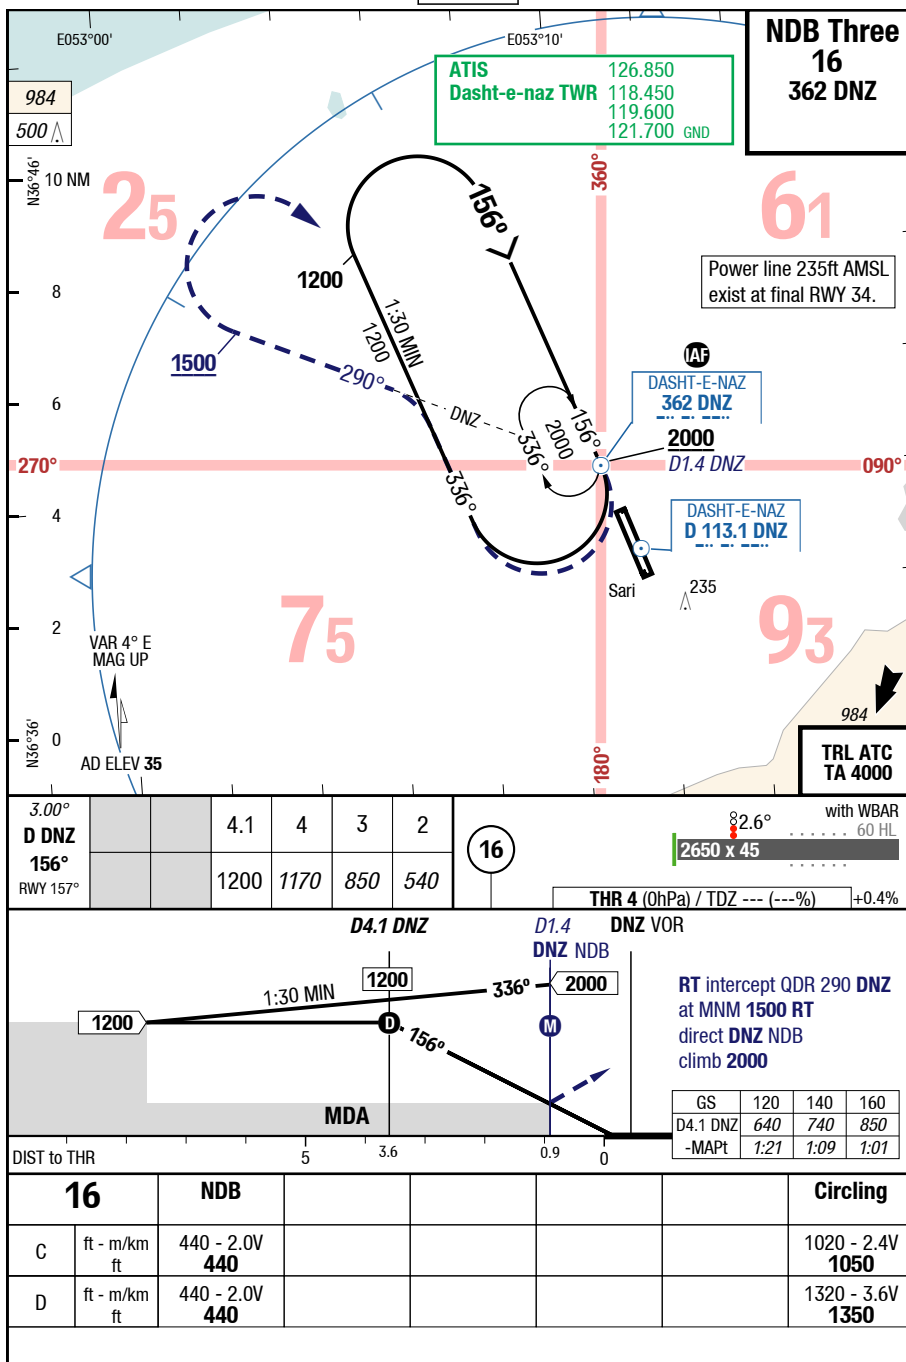 E053°00'
E053°10'
NDB Three
16
362 DNZ
ATIS 126.850
Dasht-e-naz TWR 118.450
119.600
121.700 GND
984
500
N36°46'
10 NM
25
61
360°
156°
1200
Power line 235ft AMSL
exist at final RWY 34.
8
1:30 MIN
1200
1500
290°
DNZ
IAF
DASHT-E-NAZ
362 DNZ
6
2000
156°
336°
2000
D1.4 DNZ
270°
090°
336°
4
DASHT-E-NAZ
D 113.1 DNZ
Sari
235
2
75
93
VAR 4° E
MAG UP
N36°36'
0
AD ELEV 35
180°
984
TRL ATC
TA 4000
3.00°
D DNZ
156°
RWY 157°
4.1 4 3 2
1200 1170 850 540
16
2.6°
with WBAR
60 HL
2650 x 45
THR 4 (0hPa) / TDZ --- (---%)
+0.4%
D4.1 DNZ
D1.4
DNZ NDB
DNZ VOR
1200
1:30 MIN
336°
2000
1200
D
156°
M
RT intercept QDR 290 DNZ
at MNM 1500 RT
direct DNZ NDB
climb 2000
MDA
GS 120 140 160
D4.1 DNZ 640 740 850
-MAPt 1:21 1:09 1:01
DIST to THR
5
3.6
0.9
0
16 NDB Circling
C ft - m/km 440 - 2.0V 1020 - 2.4V
ft 440 1050
D ft - m/km 440 - 2.0V 1320 - 3.6V
ft 440 1350